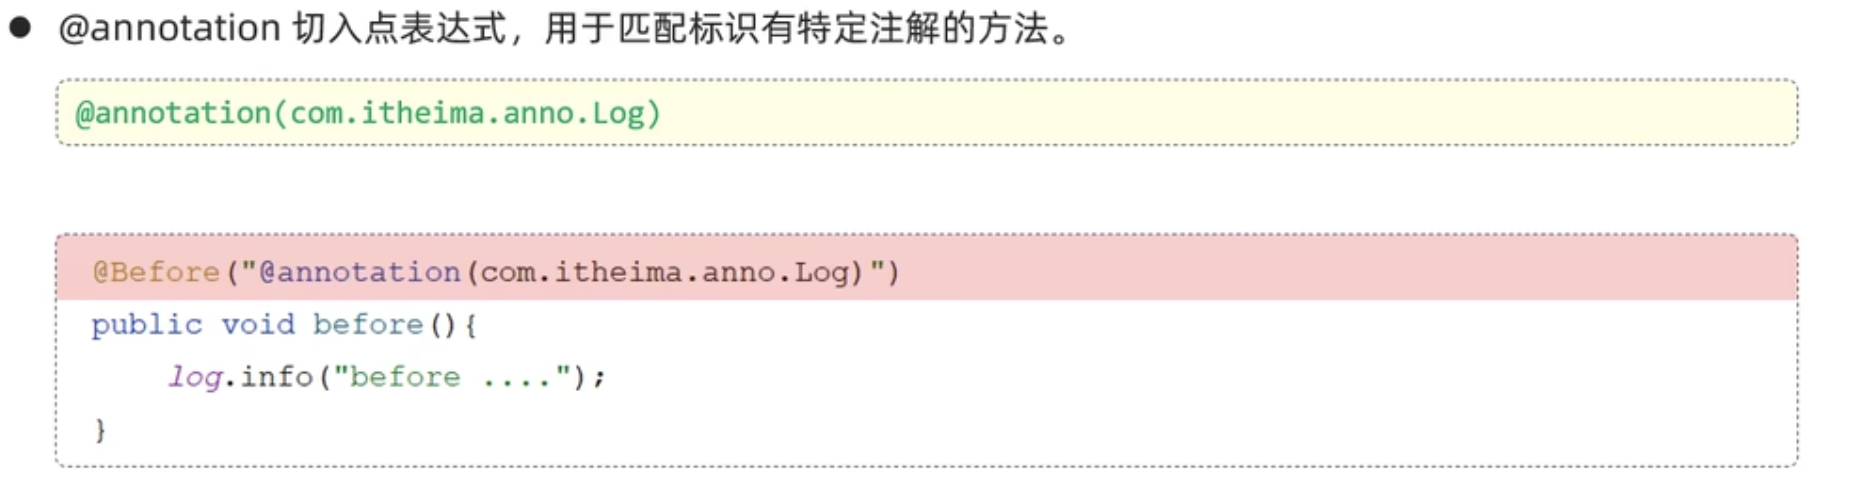 ● @annotation 切入点表达式，用于匹配标识有特定注解的方法。
@annotation(com.itheima.anno.Log)
@Before("@annotation(com.itheima.anno.Log)")
public void before(){
    log.info("before ....");
}